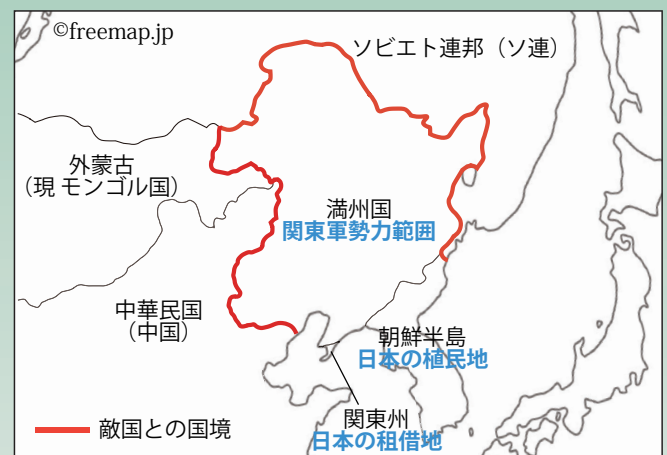 ©freemap.jp
ソビエト連邦（ソ連）
外蒙古
（現 モンゴル国）
満州国
関東軍勢力範囲
中華民国
（中国）
朝鮮半島
日本の植民地
関東州
日本の租借地
敵国との国境